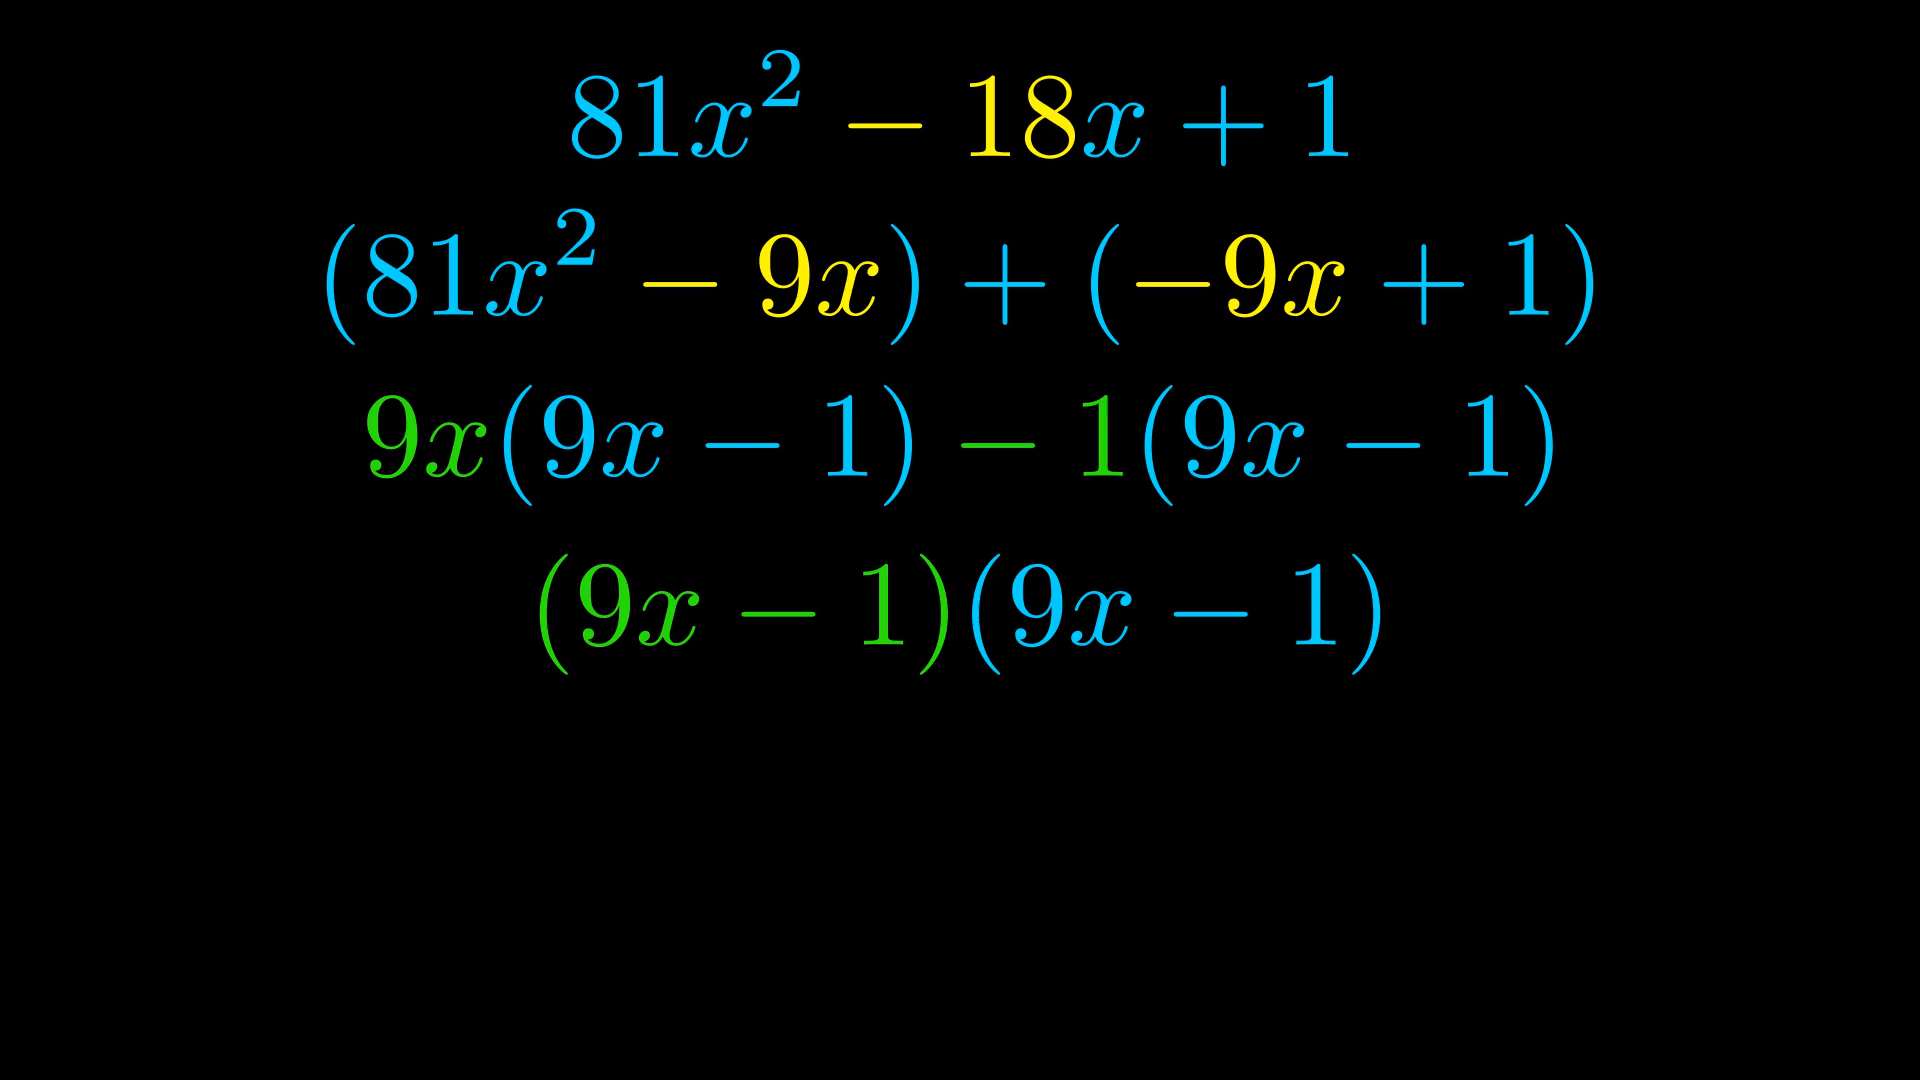 81x² − 18x + 1
(81x² − 9x) + (−9x + 1)
9x(9x − 1) − 1(9x − 1)
(9x − 1)(9x − 1)